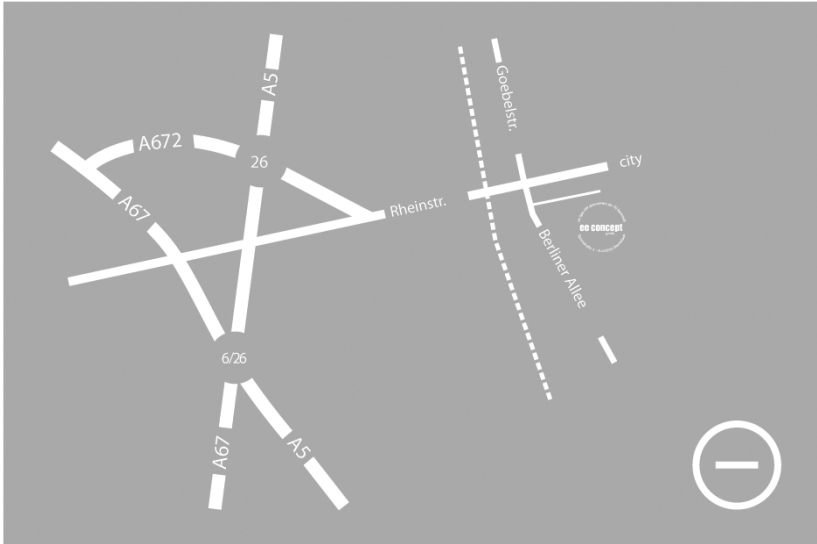 A5
Goebelstr.
A672
26
city
A67
Rheinstr.
ee concept
Berliner Allee
6/26
A67
A5